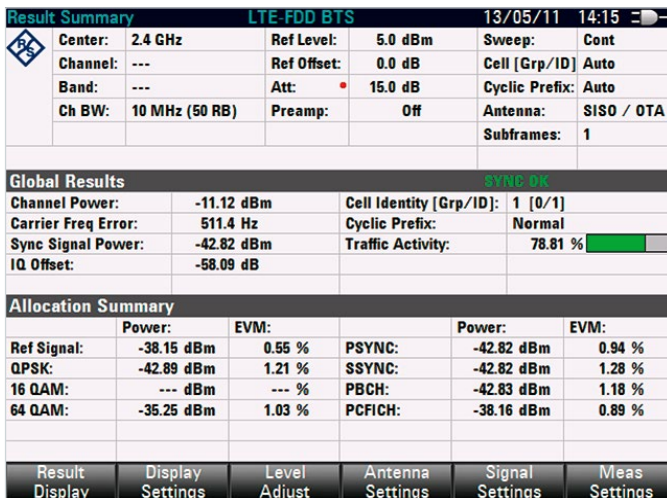 Result Summary LTE-FDD BTS 13/05/11 14:15
Center: 2.4 GHz Ref Level: 5.0 dBm Sweep: Cont
Channel: --- Ref Offset: 0.0 dB Cell [Grp/ID] Auto
Band: --- Att: 15.0 dB Cyclic Prefix: Auto
Ch BW: 10 MHz (50 RB) Preamp: Off Antenna: SISO / OTA
Subframes: 1
Global Results SYNC OK
Channel Power: -11.12 dBm Cell Identity [Grp/ID]: 1 [0/1]
Carrier Freq Error: 511.4 Hz Cyclic Prefix: Normal
Sync Signal Power: -42.82 dBm Traffic Activity: 78.81 %
IQ Offset: -58.09 dB
Allocation Summary
Power: EVM: Power: EVM:
Ref Signal: -38.15 dBm 0.55 % PSYNC: -42.82 dBm 0.94 %
QPSK: -42.89 dBm 1.21 % SSYNC: -42.82 dBm 1.28 %
16 QAM: --- dBm --- % PBCH: -42.83 dBm 1.18 %
64 QAM: -35.25 dBm 1.03 % PCFICH: -38.16 dBm 0.89 %
Result Display Level Antenna Signal Meas
Display Settings Adjust Settings Settings Settings